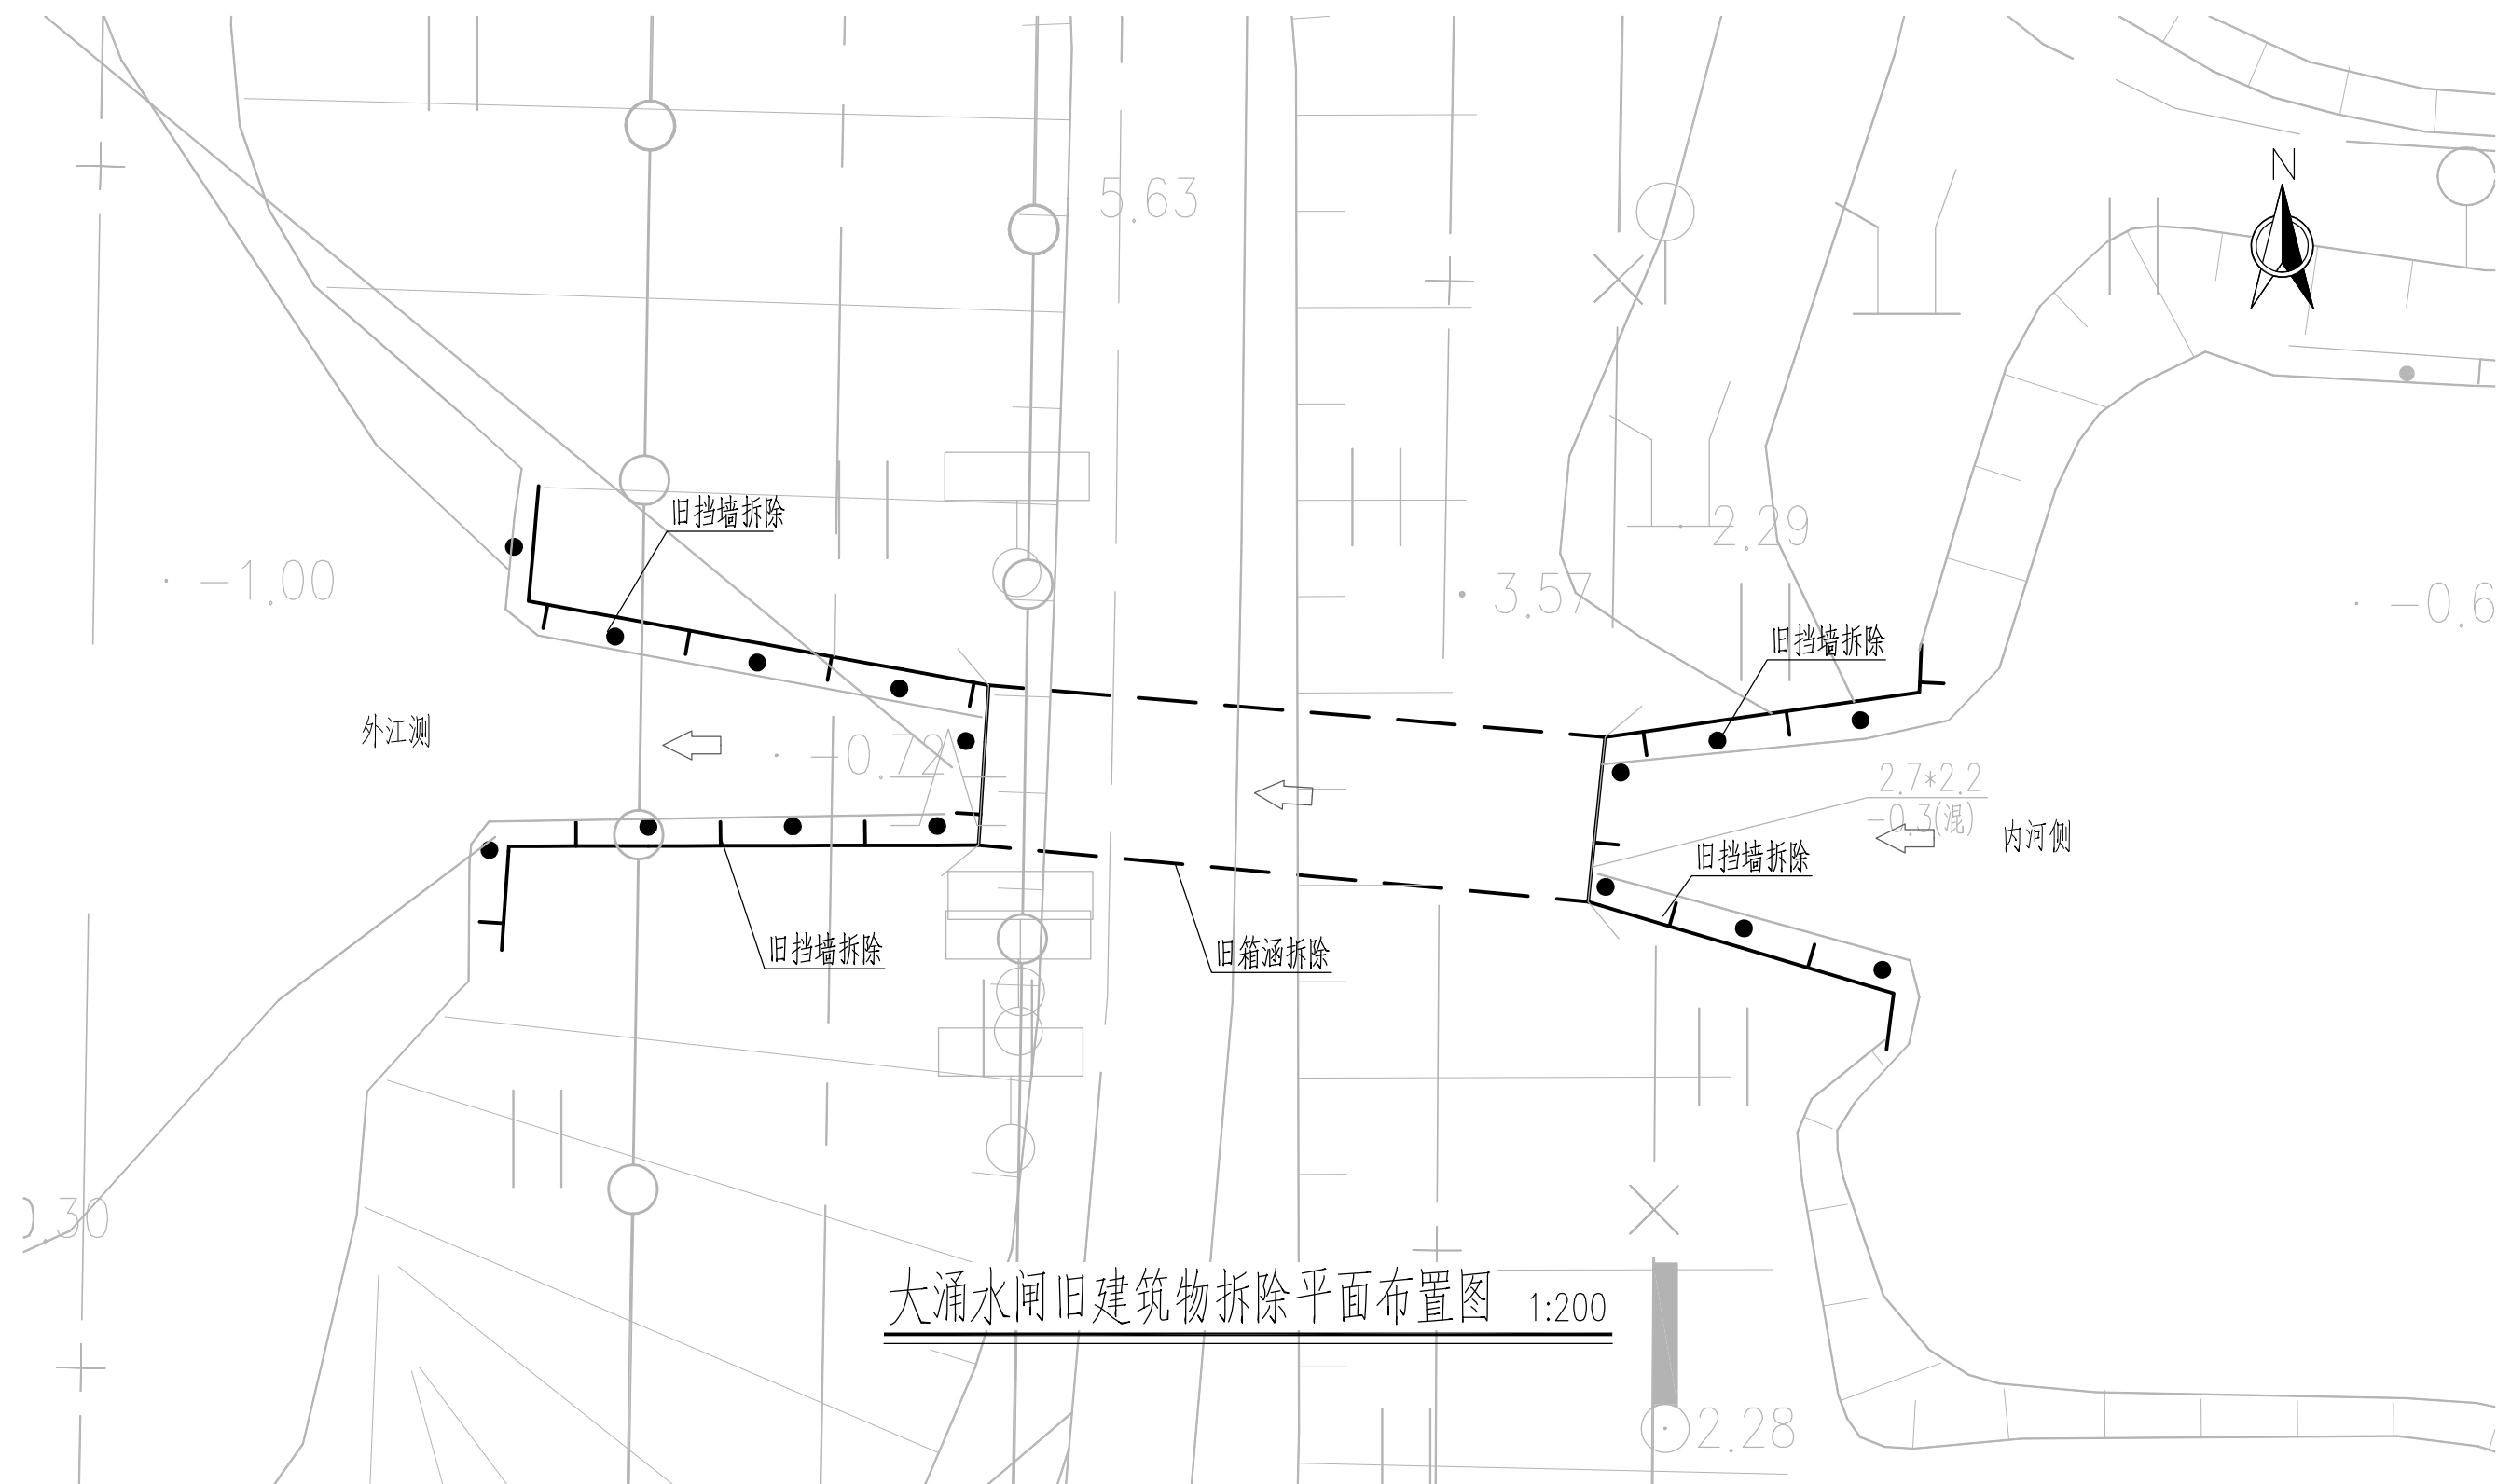 N
5.63
旧挡墙拆除
2.29
-1.00
3.57
-0.6
旧挡墙拆除
外江测
-0.72
2.7*2.2
-0.3(混)
内河侧
旧挡墙拆除
旧挡墙拆除
旧箱涵拆除
0.30
大涌水闸旧建筑物拆除平面布置图 1:200
2.28